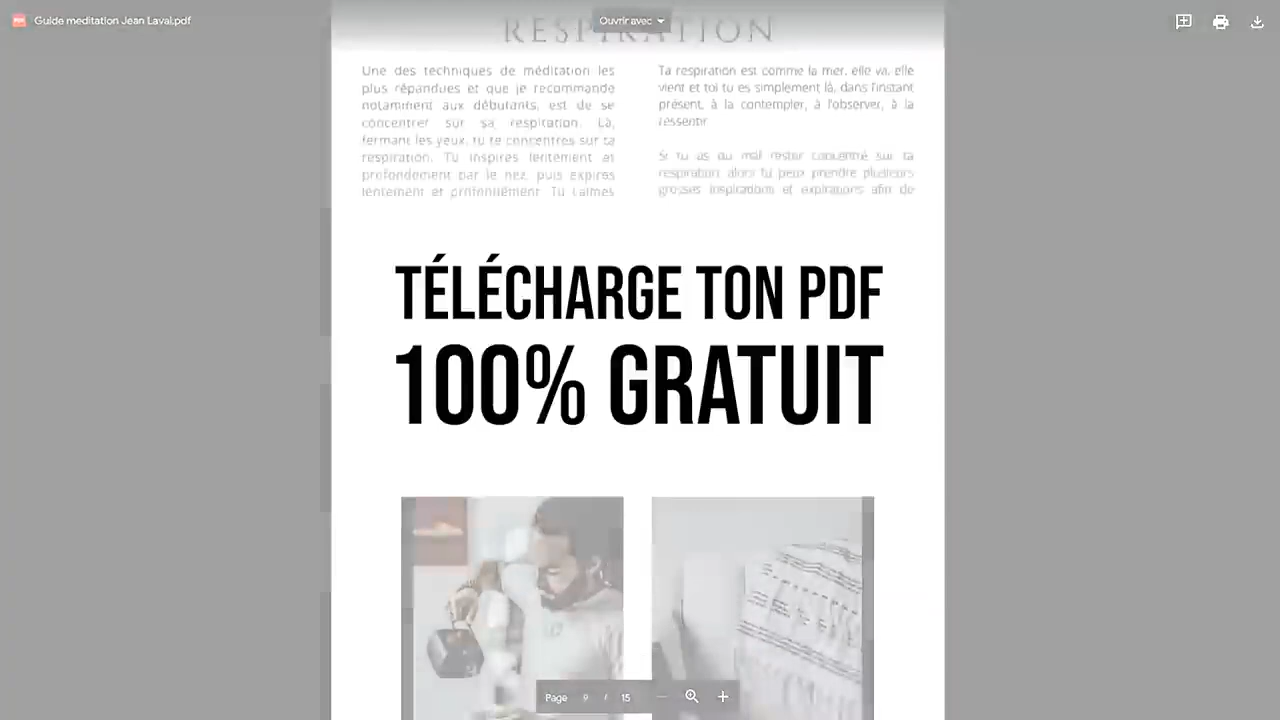 Guide meditation Jean Laval.pdf
Ouvrir avec
RESPIRATION
Une des techniques de méditation les
plus répandues et que je recommande
notamment aux débutants, est de se
concentrer sur sa respiration. Là,
fermant les yeux, tu te concentres sur ta
respiration. Tu inspires lentement et
profondément par le nez, puis expires
lentement et profondément. Tu calmes
Ta respiration est comme la mer, elle va, elle
vient et toi tu es simplement là, dans l'instant
présent, à la contempler, à l'observer, à la
ressentir
Si tu as du mal rester concentré sur ta
respiration, alors tu peux prendre plusieurs
grosses inspirations et expirations afin de
TÉLÉCHARGE TON PDF
100% GRATUIT
Page 9 / 15